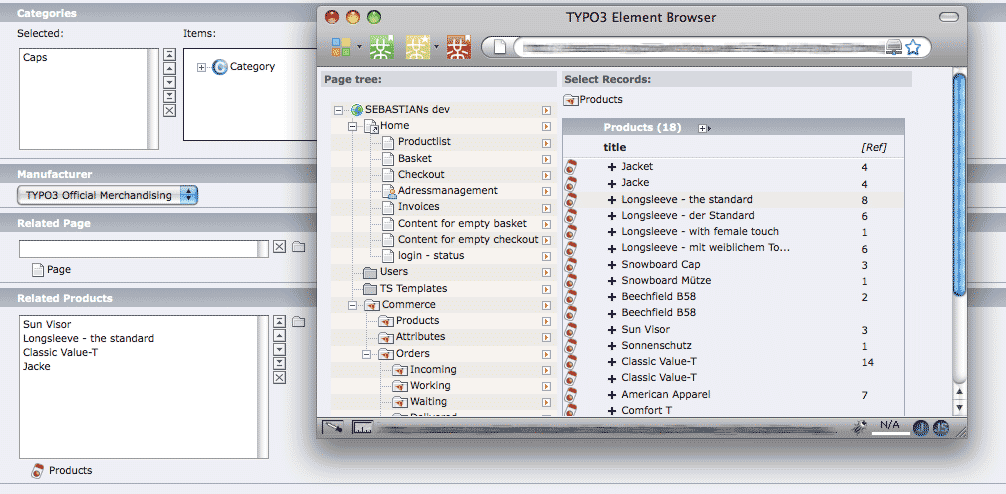 Categories
Selected:
Items:
Caps
Category
Manufacturer
TYPO3 Official Merchandising
Related Page
Page
Related Products
Sun Visor
Longsleeve - the standard
Classic Value-T
Jacke
Products
TYPO3 Element Browser
Page tree:
SEBASTIANs dev
Home
Productlist
Basket
Checkout
Adressmanagement
Invoices
Content for empty basket
Content for empty checkout
login - status
Users
TS Templates
Commerce
Products
Attributes
Orders
Incoming
Working
Waiting
Delivered
Select Records:
Products
Products (18)
title [Ref]
Jacket 4
Jacke 4
Longsleeve - the standard 8
Longsleeve - der Standard 6
Longsleeve - with female touch 1
Longsleeve - mit weiblichem To... 6
Snowboard Cap 3
Snowboard Mütze 1
Beechfield B58 2
Beechfield B58
Sun Visor 3
Sonnenschutz 1
Classic Value-T 14
Classic Value-T
American Apparel 7
Comfort T
N/A